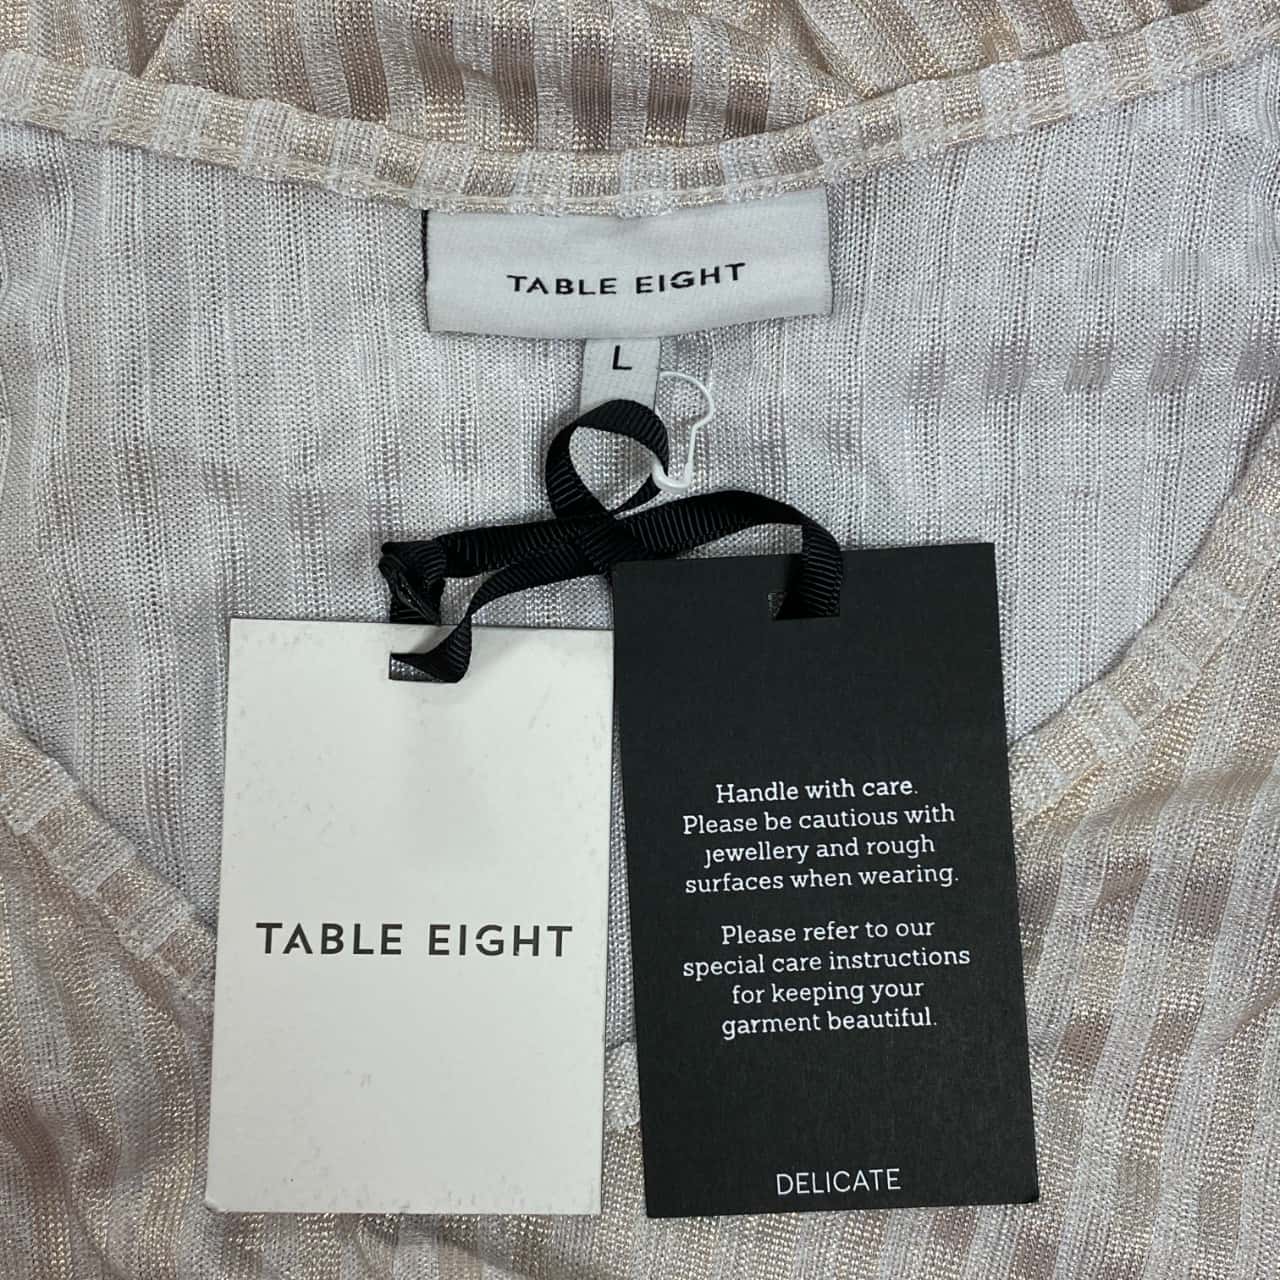 TABLE EIGHT
L
TABLE EIGHT
Handle with care.
Please be cautious with
jewellery and rough
surfaces when wearing.
Please refer to our
special care instructions
for keeping your
garment beautiful.
DELICATE